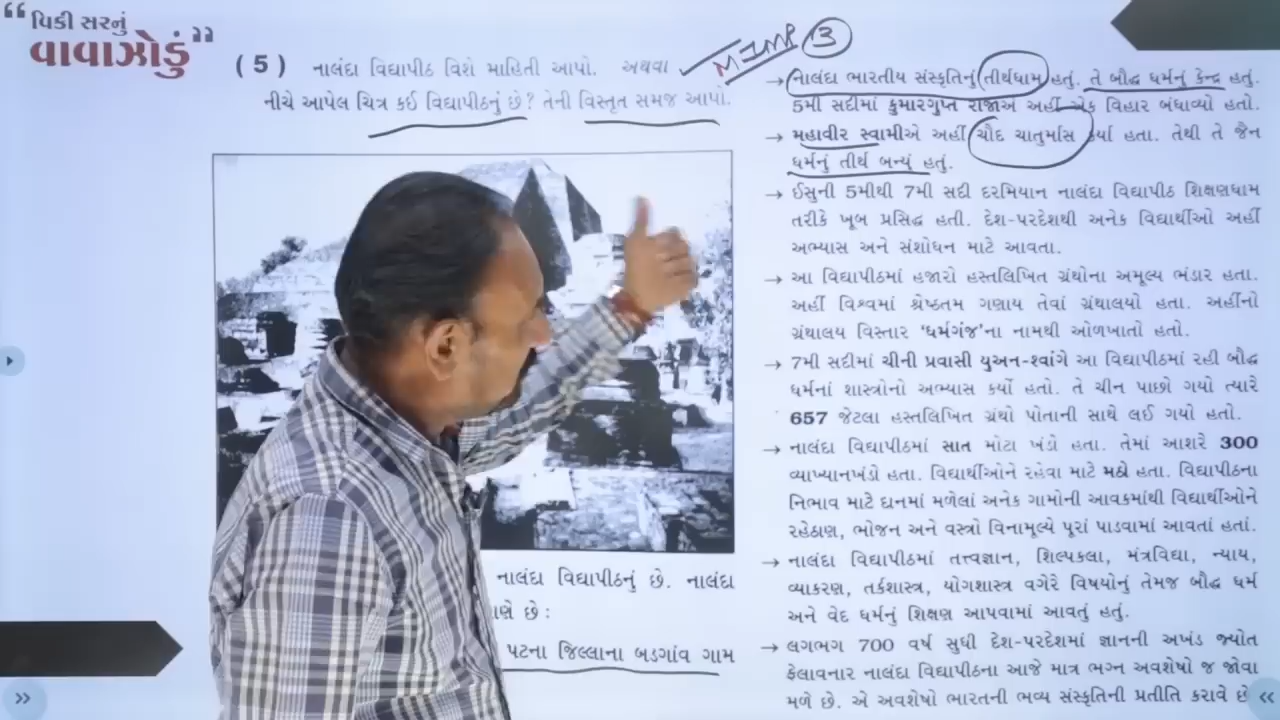 “વિકી સરનું
વાવાઝોડું”
( 5 ) નાલંદા વિદ્યાપીઠ વિશે માહિતી આપો. અથવા
નીચે આપેલ ચિત્ર કઈ વિદ્યાપીઠનું છે? તેની વિસ્તૃત સમજ આપો.
M.IMP 3
નાલંદા વિદ્યાપીઠનું છે. નાલંદા
છે :
પટના જિલ્લાના બડગાંવ ગામ
→ નાલંદા ભારતીય સંસ્કૃતિનું તીર્થધામ હતું. તે બૌદ્ધ ધર્મનું કેન્દ્ર હતું.
5મી સદીમાં કુમારગુપ્ત રાજાએ અહીં એક વિહાર બંધાવ્યો હતો.
→ મહાવીર સ્વામીએ અહીં ચૌદ ચાતુર્માસ કર્યા હતા. તેથી તે જૈન
ધર્મનું તીર્થ બન્યું હતું.
→ ઈસુની 5મીથી 7મી સદી દરમિયાન નાલંદા વિદ્યાપીઠ શિક્ષણધામ
તરીકે ખૂબ પ્રસિદ્ધ હતી. દેશ-પરદેશથી અનેક વિદ્યાર્થીઓ અહીં
અભ્યાસ અને સંશોધન માટે આવતા.
→ આ વિદ્યાપીઠમાં હજારો હસ્તલિખિત ગ્રંથોના અમૂલ્ય ભંડાર હતા.
અહીં વિશ્વમાં શ્રેષ્ઠતમ ગણાય તેવાં ગ્રંથાલયો હતા. અહીંનો
ગ્રંથાલય વિસ્તાર ‘ધર્મગંજ’ના નામથી ઓળખાતો હતો.
→ 7મી સદીમાં ચીની પ્રવાસી યુઅન-શ્વાંગે આ વિદ્યાપીઠમાં રહી બૌદ્ધ
ધર્મનાં શાસ્ત્રોનો અભ્યાસ કર્યો હતો. તે ચીન પાછો ગયો ત્યારે
657 જેટલા હસ્તલિખિત ગ્રંથો પોતાની સાથે લઈ ગયો હતો.
→ નાલંદા વિદ્યાપીઠમાં સાત મોટા ખંડો હતા. તેમાં આશરે 300
વ્યાખ્યાનખંડો હતા. વિદ્યાર્થીઓને રહેવા માટે મઠો હતા. વિદ્યાપીઠના
નિભાવ માટે દાનમાં મળેલાં અનેક ગામોની આવકમાંથી વિદ્યાર્થીઓને
રહેઠાણ, ભોજન અને વસ્ત્રો વિનામૂલ્યે પૂરાં પાડવામાં આવતાં હતાં.
→ નાલંદા વિદ્યાપીઠમાં તત્ત્વજ્ઞાન, શિલ્પકલા, મંત્રવિદ્યા, ન્યાય,
વ્યાકરણ, તર્કશાસ્ત્ર, યોગશાસ્ત્ર વગેરે વિષયોનું તેમજ બૌદ્ધ ધર્મ
અને વેદ ધર્મનું શિક્ષણ આપવામાં આવતું હતું.
→ લગભગ 700 વર્ષ સુધી દેશ-પરદેશમાં જ્ઞાનની અખંડ જ્યોત
ફેલાવનાર નાલંદા વિદ્યાપીઠના આજે માત્ર ભગ્ન અવશેષો જ જોવા
મળે છે. એ અવશેષો ભારતની ભવ્ય સંસ્કૃતિની પ્રતીતિ કરાવે છે